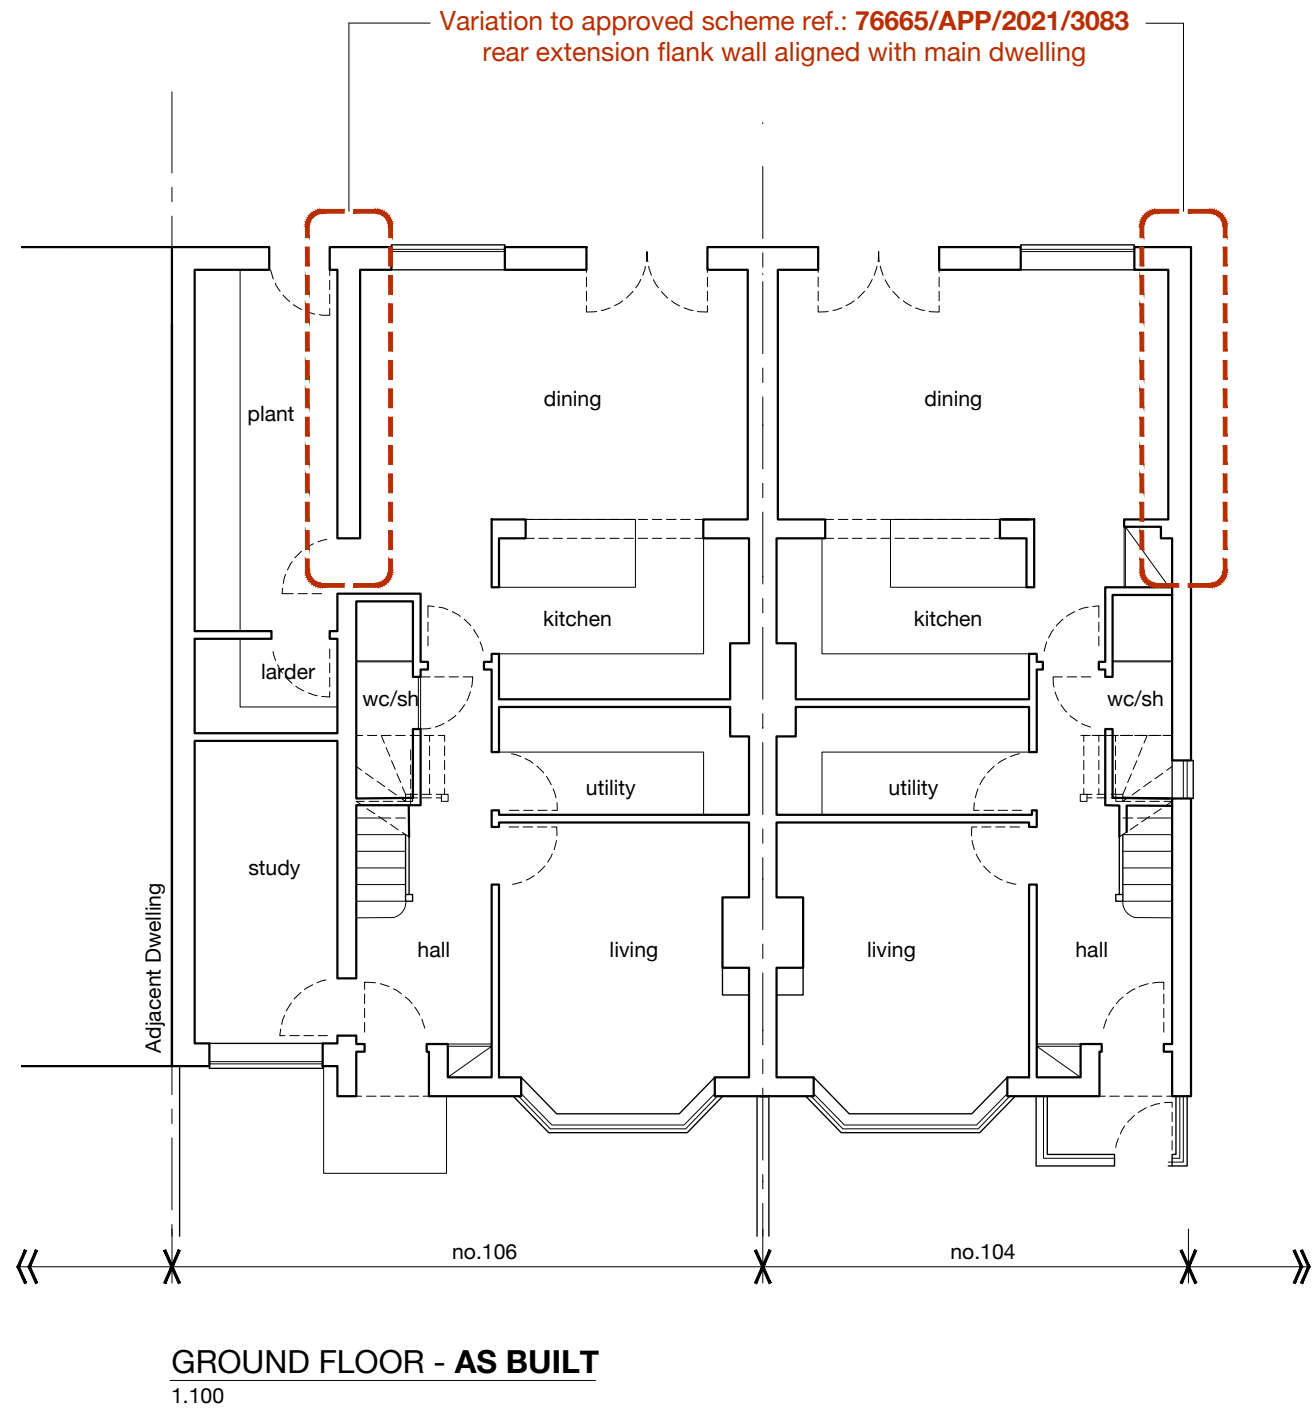 Variation to approved scheme ref.: 76665/APP/2021/3083
rear extension flank wall aligned with main dwelling
plant
dining
dining
kitchen
kitchen
larder
wc/sh
wc/sh
utility
utility
study
Adjacent Dwelling
hall
living
living
hall
no.106
no.104
GROUND FLOOR - AS BUILT
1.100